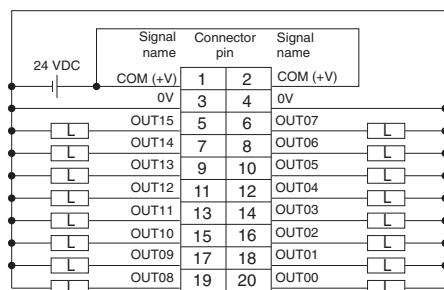 Signal name Connector pin Signal name
24 VDC
COM (+V) 1 2 COM (+V)
0V 3 4 0V
L OUT15 5 6 OUT07 L
L OUT14 7 8 OUT06 L
L OUT13 9 10 OUT05 L
L OUT12 11 12 OUT04 L
L OUT11 13 14 OUT03 L
L OUT10 15 16 OUT02 L
L OUT09 17 18 OUT01 L
L OUT08 19 20 OUT00 L